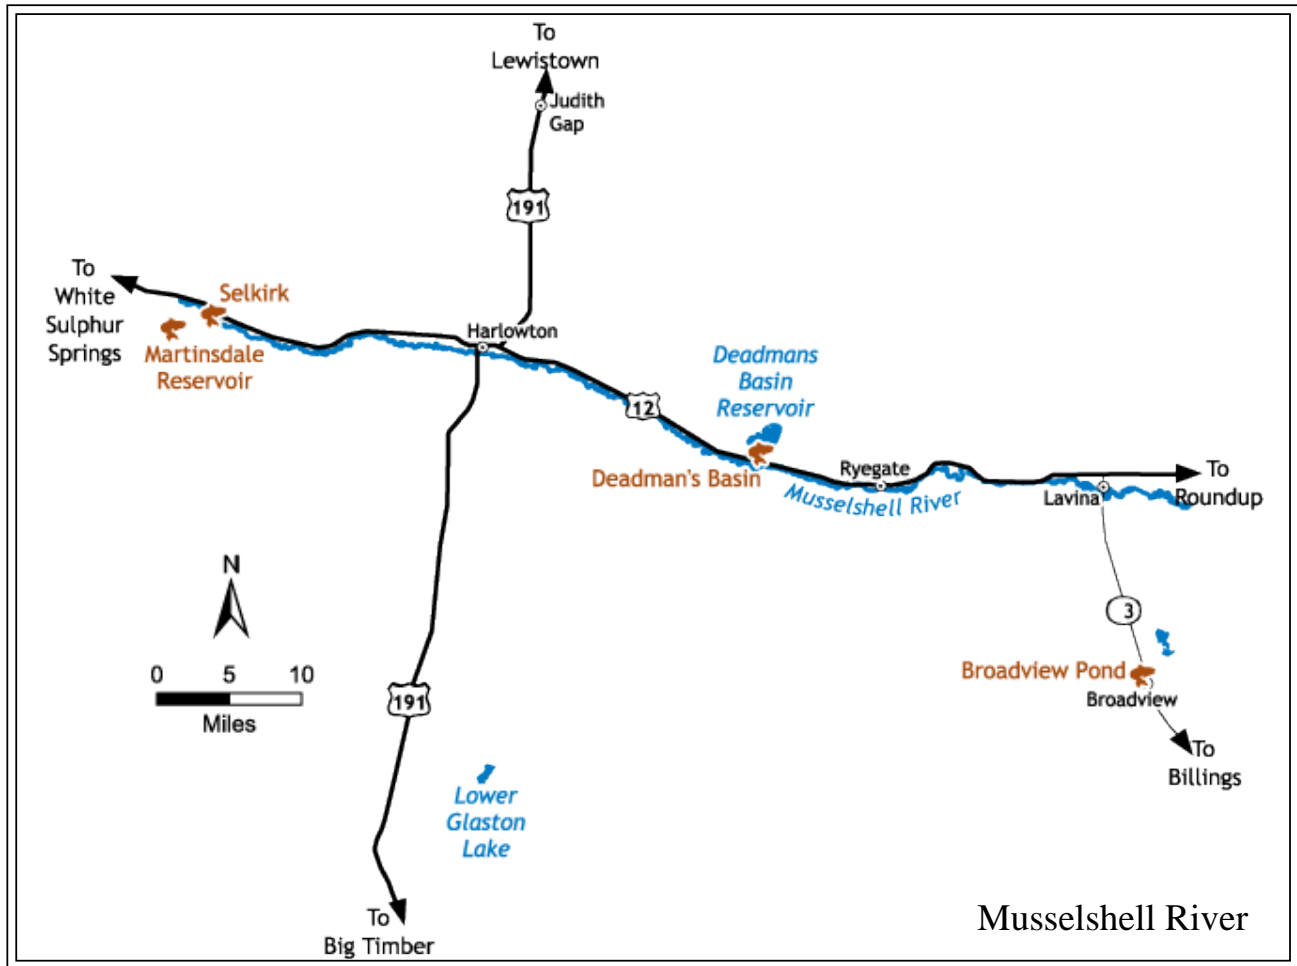 To
Lewistown
Judith
Gap
191
To
White
Sulphur
Springs
Selkirk
Martinsdale
Reservoir
Harlowton
12
Deadmans
Basin
Reservoir
Deadman's Basin
Ryegate
Musselshell River
Lavina
To
Roundup
N
0 5 10
Miles
3
Broadview Pond
Broadview
To
Billings
191
Lower
Glaston
Lake
To
Big Timber
Musselshell River